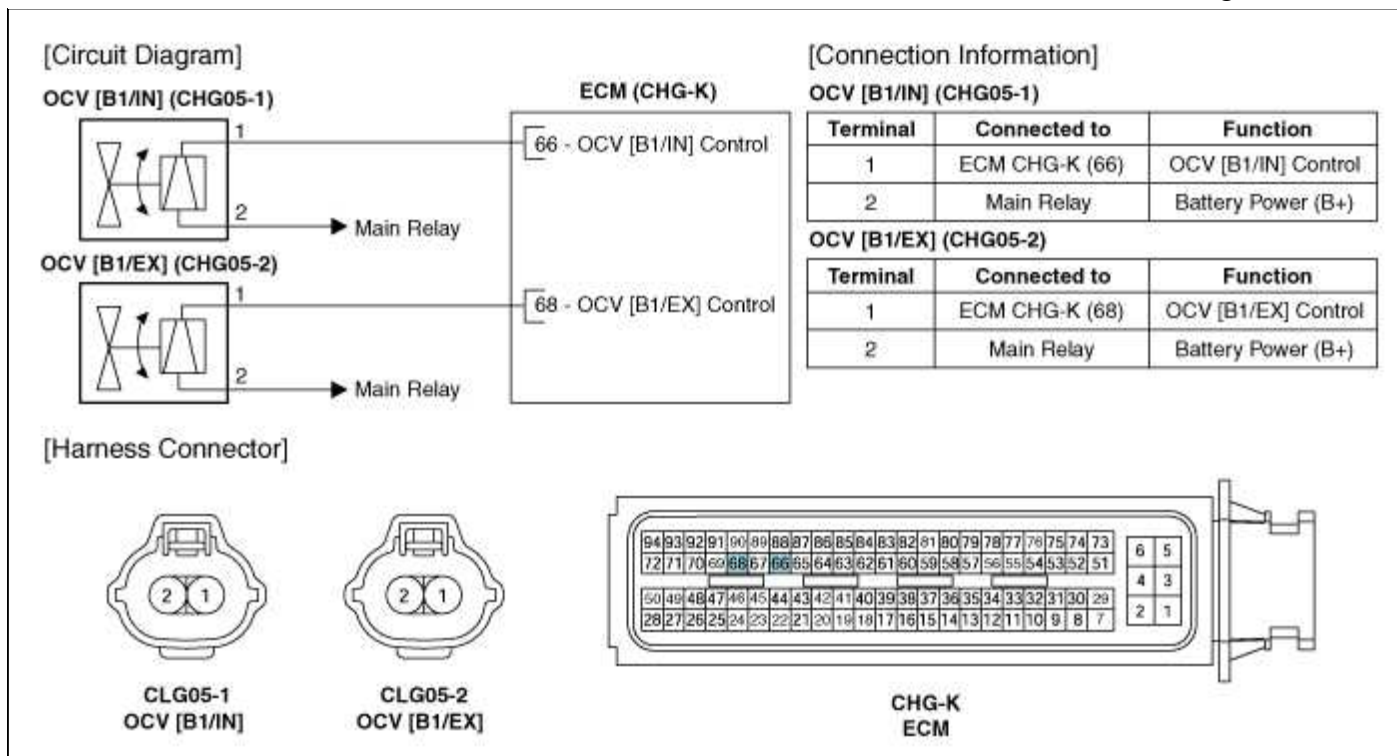 [Circuit Diagram]
OCV [B1/IN] (CHG05-1)
1
2
Main Relay
OCV [B1/EX] (CHG05-2)
1
2
Main Relay
ECM (CHG-K)
66 - OCV [B1/IN] Control
68 - OCV [B1/EX] Control
[Connection Information]
OCV [B1/IN] (CHG05-1)
Terminal Connected to Function
1 ECM CHG-K (66) OCV [B1/IN] Control
2 Main Relay Battery Power (B+)
OCV [B1/EX] (CHG05-2)
Terminal Connected to Function
1 ECM CHG-K (68) OCV [B1/EX] Control
2 Main Relay Battery Power (B+)
[Harness Connector]
2 1
CLG05-1
OCV [B1/IN]
2 1
CLG05-2
OCV [B1/EX]
94 93 92 91 90 89 88 87 86 85 84 83 82 81 80 79 78 77 76 75 74 73
72 71 70 69 68 67 66 65 64 63 62 61 60 59 58 57 56 55 54 53 52 51
50 49 48 47 46 45 44 43 42 41 40 39 38 37 36 35 34 33 32 31 30 29
28 27 26 25 24 23 22 21 20 19 18 17 16 15 14 13 12 11 10 9 8 7
6 5
4 3
2 1
CHG-K
ECM